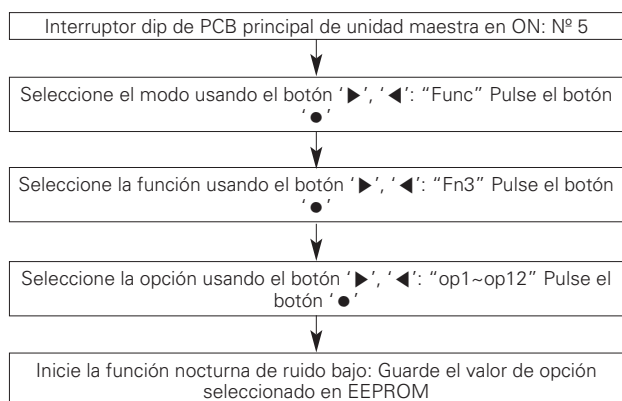 Interruptor dip de PCB principal de unidad maestra en ON: Nº 5
Seleccione el modo usando el botón ‘▶’, ‘◀’: “Func” Pulse el botón
‘●’
Seleccione la función usando el botón ‘▶’, ‘◀’: “Fn3” Pulse el botón
‘●’
Seleccione la opción usando el botón ‘▶’, ‘◀’: “op1~op12” Pulse el
botón ‘●’
Inicie la función nocturna de ruido bajo: Guarde el valor de opción
seleccionado en EEPROM